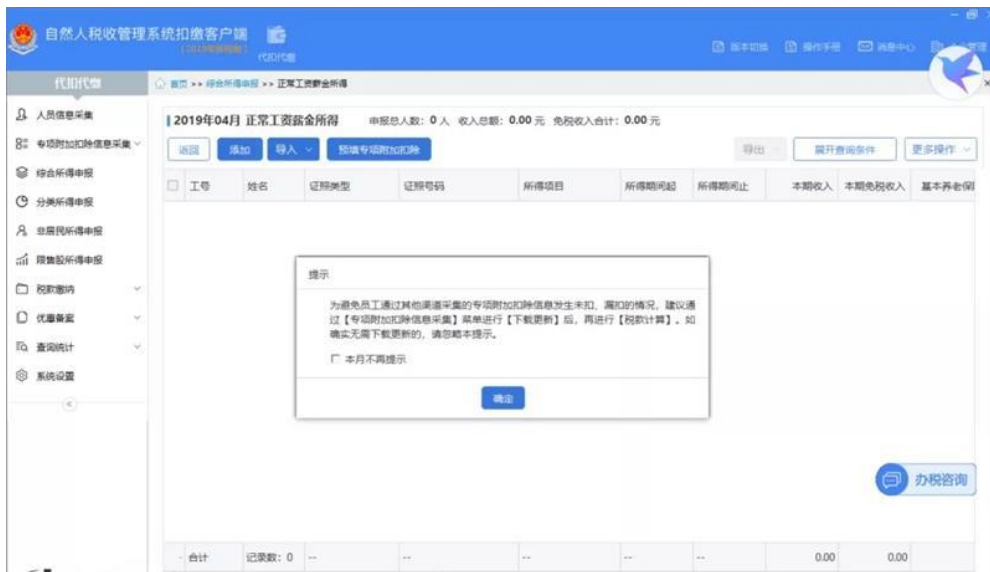 自然人税收管理系统扣缴客户端
代扣代缴
版本切换
操作手册
消息中心
代扣代缴
首页 >> 综合所得申报 >> 正常工资薪金所得
人员信息采集
专项附加扣除信息采集
综合所得申报
分类所得申报
非居民所得申报
限售股所得申报
税款缴纳
优惠备案
查询统计
系统设置
2019年04月 正常工资薪金所得 申报总人数: 0 人 收入总额: 0.00 元 免税收入合计: 0.00 元
返回 添加 导入 预填专项附加扣除 导出 展开查询条件 更多操作
工号 姓名 证照类型 证照号码 所得项目 所得期间起 所得期间止 本期收入 本期免税收入 基本养老保
提示
为避免员工通过其他渠道采集的专项附加扣除信息发生未扣、漏扣的情况，建议通
过【专项附加扣除信息采集】菜单进行【下载更新】后，再进行【税款计算】。如
确实无需下载更新的，请忽略本提示。
本月不再提示
确定
办税咨询
合计 记录数: 0 -- -- -- -- -- 0.00 0.00